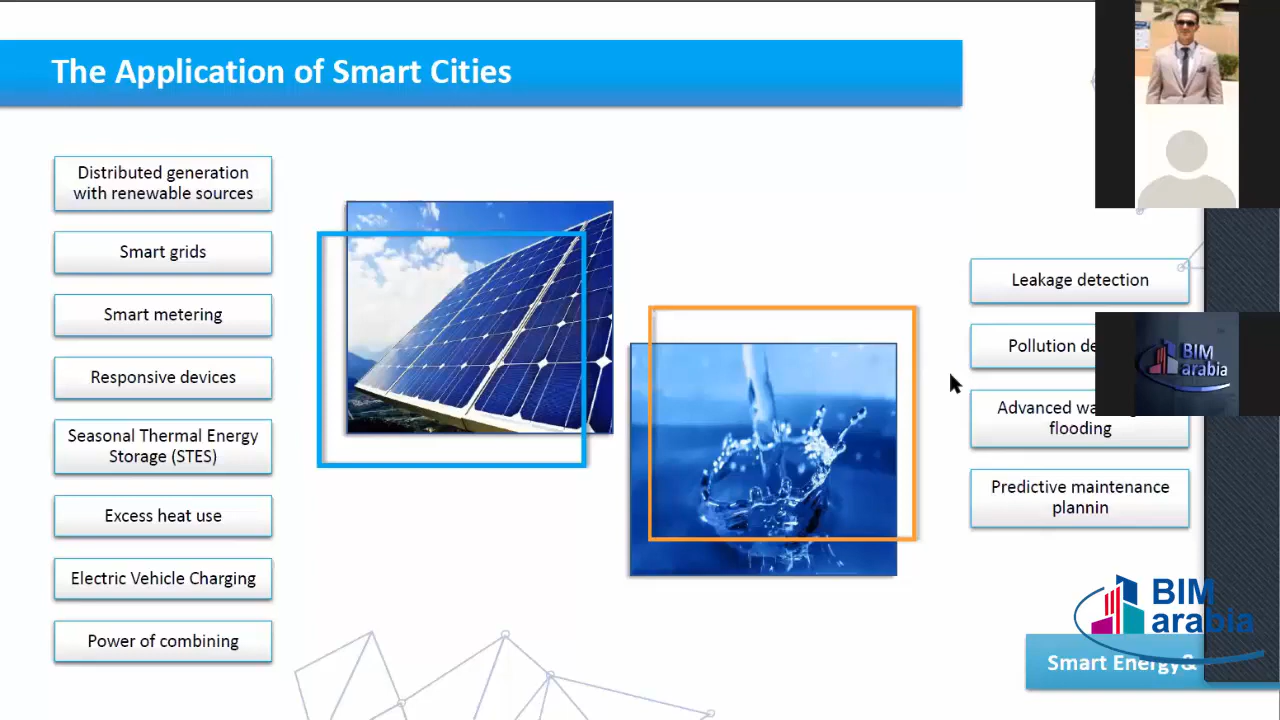 The Application of Smart Cities
Distributed generation
with renewable sources
Smart grids
Smart metering
Responsive devices
Seasonal Thermal Energy
Storage (STES)
Excess heat use
Electric Vehicle Charging
Power of combining
Leakage detection
Pollution
Advanced
flooding
Predictive maintenance
plannin
BIM
arabia
BIM
arabia
Smart Energy&